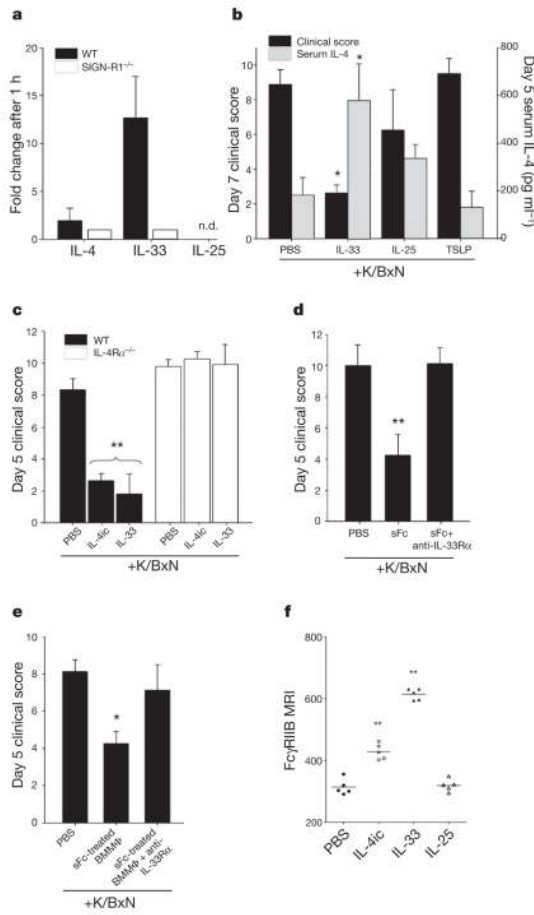 a
WT
SIGN-R1−/−
Fold change after 1 h
20
15
10
5
0
n.d.
IL-4
IL-33
IL-25
b
Clinical score
Serum IL-4
Day 7 clinical score
10
8
6
4
2
0
*
*
800
600
400
200
0
Day 5 serum IL-4 (pg ml−1)
PBS
IL-33
IL-25
TSLP
+K/BxN
c
WT
IL-4Rα−/−
Day 5 clinical score
12
10
8
6
4
2
0
**
PBS
IL-4ic
IL-33
PBS
IL-4ic
IL-33
+K/BxN
d
Day 5 clinical score
12
10
8
6
4
2
0
**
PBS
sFc
sFc+
anti-IL-33Rα
+K/BxN
e
Day 5 clinical score
10
8
6
4
2
0
*
PBS
sFc-treated
BMMΦ
sFc-treated
BMMΦ + anti-
IL-33Rα
+K/BxN
f
FcγRIIB MRI
800
600
400
200
**
**
PBS
IL-4ic
IL-33
IL-25